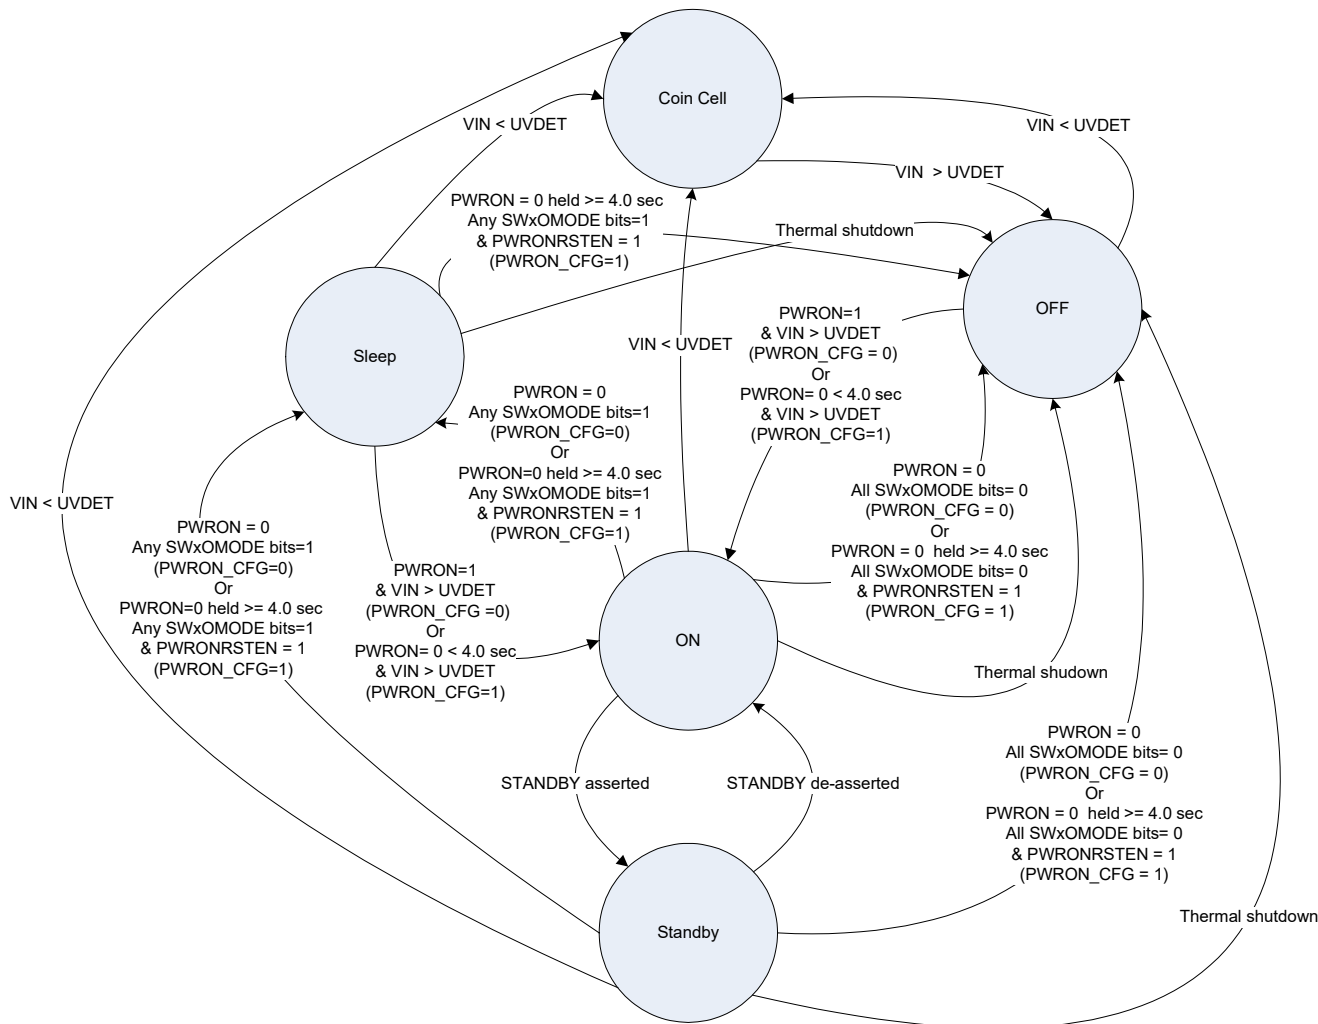 Coin Cell
VIN < UVDET
VIN < UVDET
VIN  > UVDET
PWRON = 0 held >= 4.0 sec
Any SWxOMODE bits=1
& PWRONRSTEN = 1
(PWRON_CFG=1)
Thermal shutdown
OFF
Sleep
PWRON=1
& VIN > UVDET
(PWRON_CFG = 0)
Or
PWRON= 0 < 4.0 sec
& VIN > UVDET
(PWRON_CFG=1)
VIN < UVDET
PWRON = 0
Any SWxOMODE bits=1
(PWRON_CFG=0)
Or
PWRON=0 held >= 4.0 sec
Any SWxOMODE bits=1
& PWRONRSTEN = 1
(PWRON_CFG=1)
PWRON = 0
All SWxOMODE bits= 0
(PWRON_CFG = 0)
Or
PWRON = 0  held >= 4.0 sec
All SWxOMODE bits= 0
& PWRONRSTEN = 1
(PWRON_CFG = 1)
VIN < UVDET
PWRON = 0
Any SWxOMODE bits=1
(PWRON_CFG=0)
Or
PWRON=0 held >= 4.0 sec
Any SWxOMODE bits=1
& PWRONRSTEN = 1
(PWRON_CFG=1)
PWRON=1
& VIN > UVDET
(PWRON_CFG =0)
Or
PWRON= 0 < 4.0 sec
& VIN > UVDET
(PWRON_CFG=1)
ON
Thermal shudown
STANDBY asserted
STANDBY de-asserted
PWRON = 0
All SWxOMODE bits= 0
(PWRON_CFG = 0)
Or
PWRON = 0  held >= 4.0 sec
All SWxOMODE bits= 0
& PWRONRSTEN = 1
(PWRON_CFG = 1)
Thermal shutdown
Standby